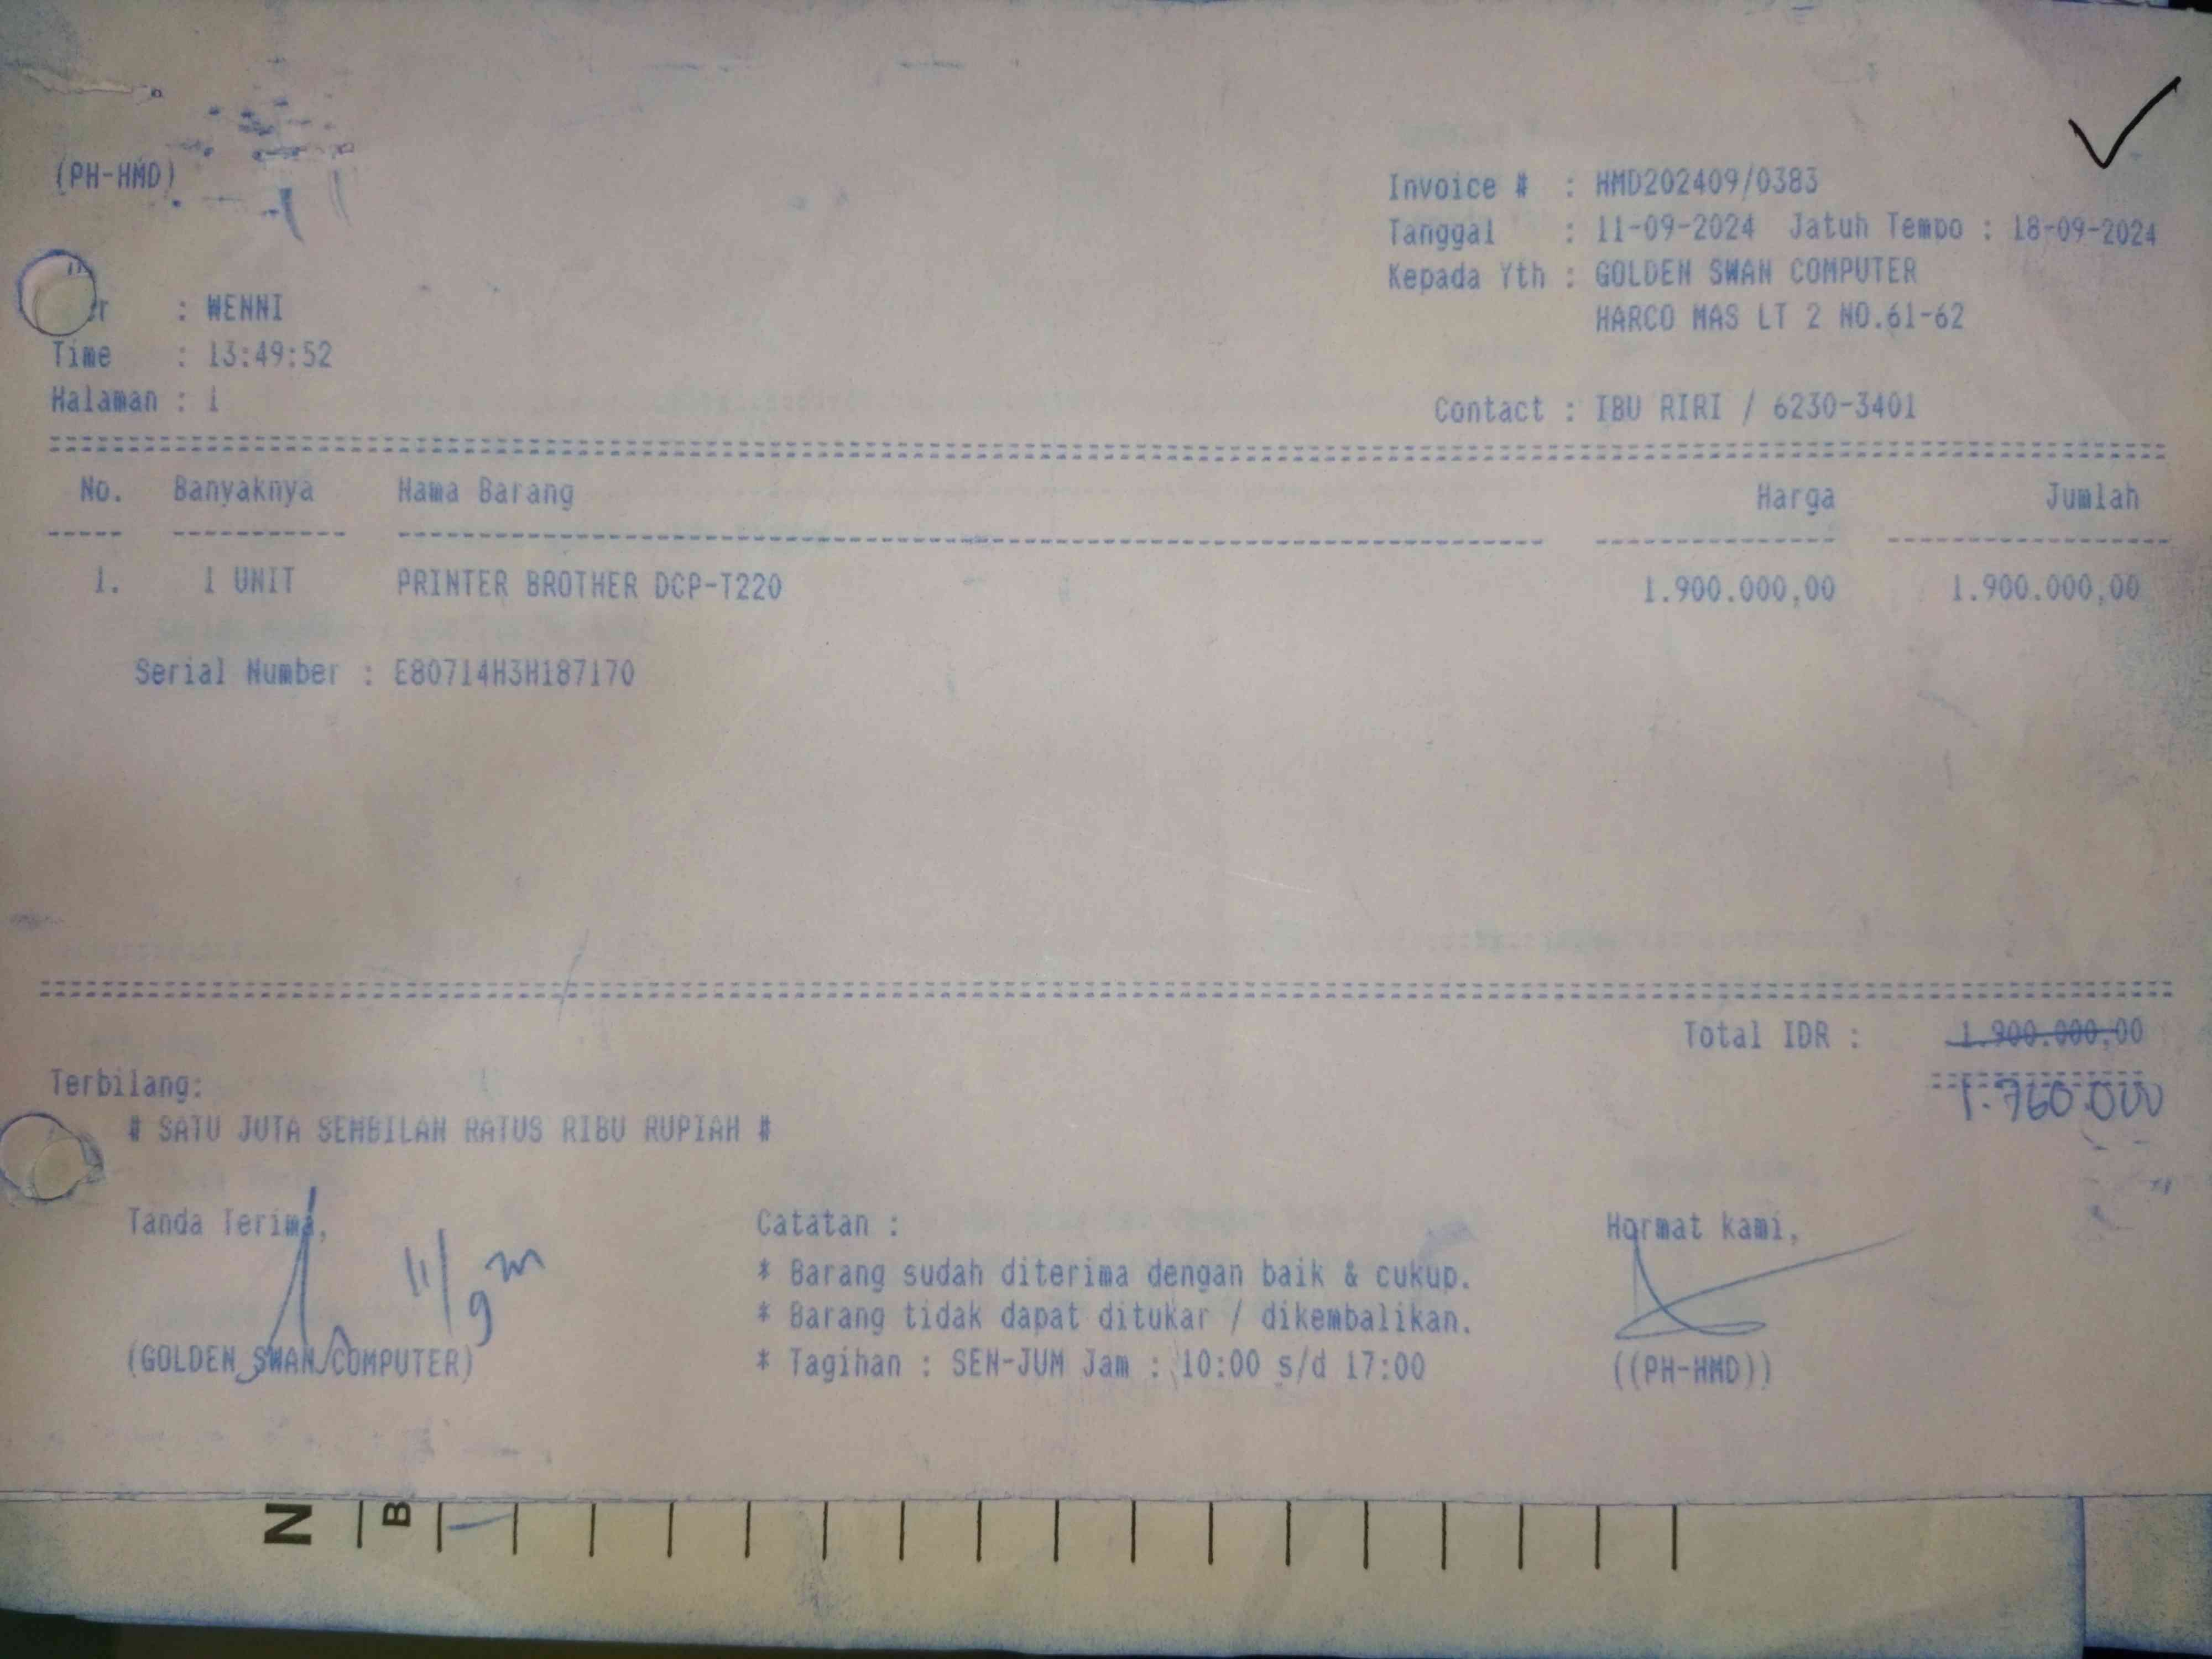 (PH-HMD)
Invoice # : HMD202409/0383
Tanggal : 11-09-2024 Jatuh Tempo : 18-09-2024
Kepada Yth : GOLDEN SWAN COMPUTER
HARCO MAS LT 2 NO.61-62
: WENNI
Time : 13:49:52
Halaman : 1
Contact : IBU RIRI / 6230-3401
No. Banyaknya Nama Barang Harga Jumlah
1. 1 UNIT PRINTER BROTHER DCP-T220 1.900.000,00 1.900.000,00
Serial Number : E80714H3H187170
Total IDR : 1.900.000,00
1.760.000
Terbilang:
# SATU JUTA SEMBILAN RATUS RIBU RUPIAH #
Tanda Terima,
11/9
(GOLDEN SWAN COMPUTER)
Catatan :
* Barang sudah diterima dengan baik & cukup.
* Barang tidak dapat ditukar / dikembalikan.
* Tagihan : SEN-JUM Jam : 10:00 s/d 17:00
Hormat kami,
((PH-HMD))
N
B